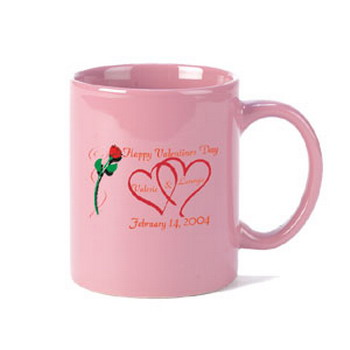 Happy Valentines Day
Valerie &
February 14, 2004